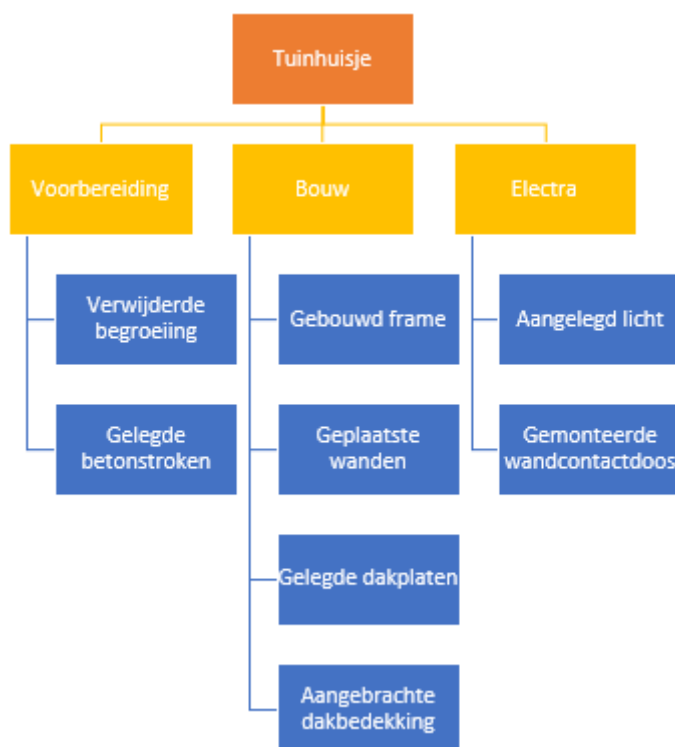 Tuinhuisje
Voorbereiding
Bouw
Electra
Verwijderde
begroeiing
Gebouwd frame
Aangelegd licht
Gelegde
betonstroken
Geplaatste
wanden
Gemonteerde
wandcontactdoos
Gelegde dakplaten
Aangebrachte
dakbedekking